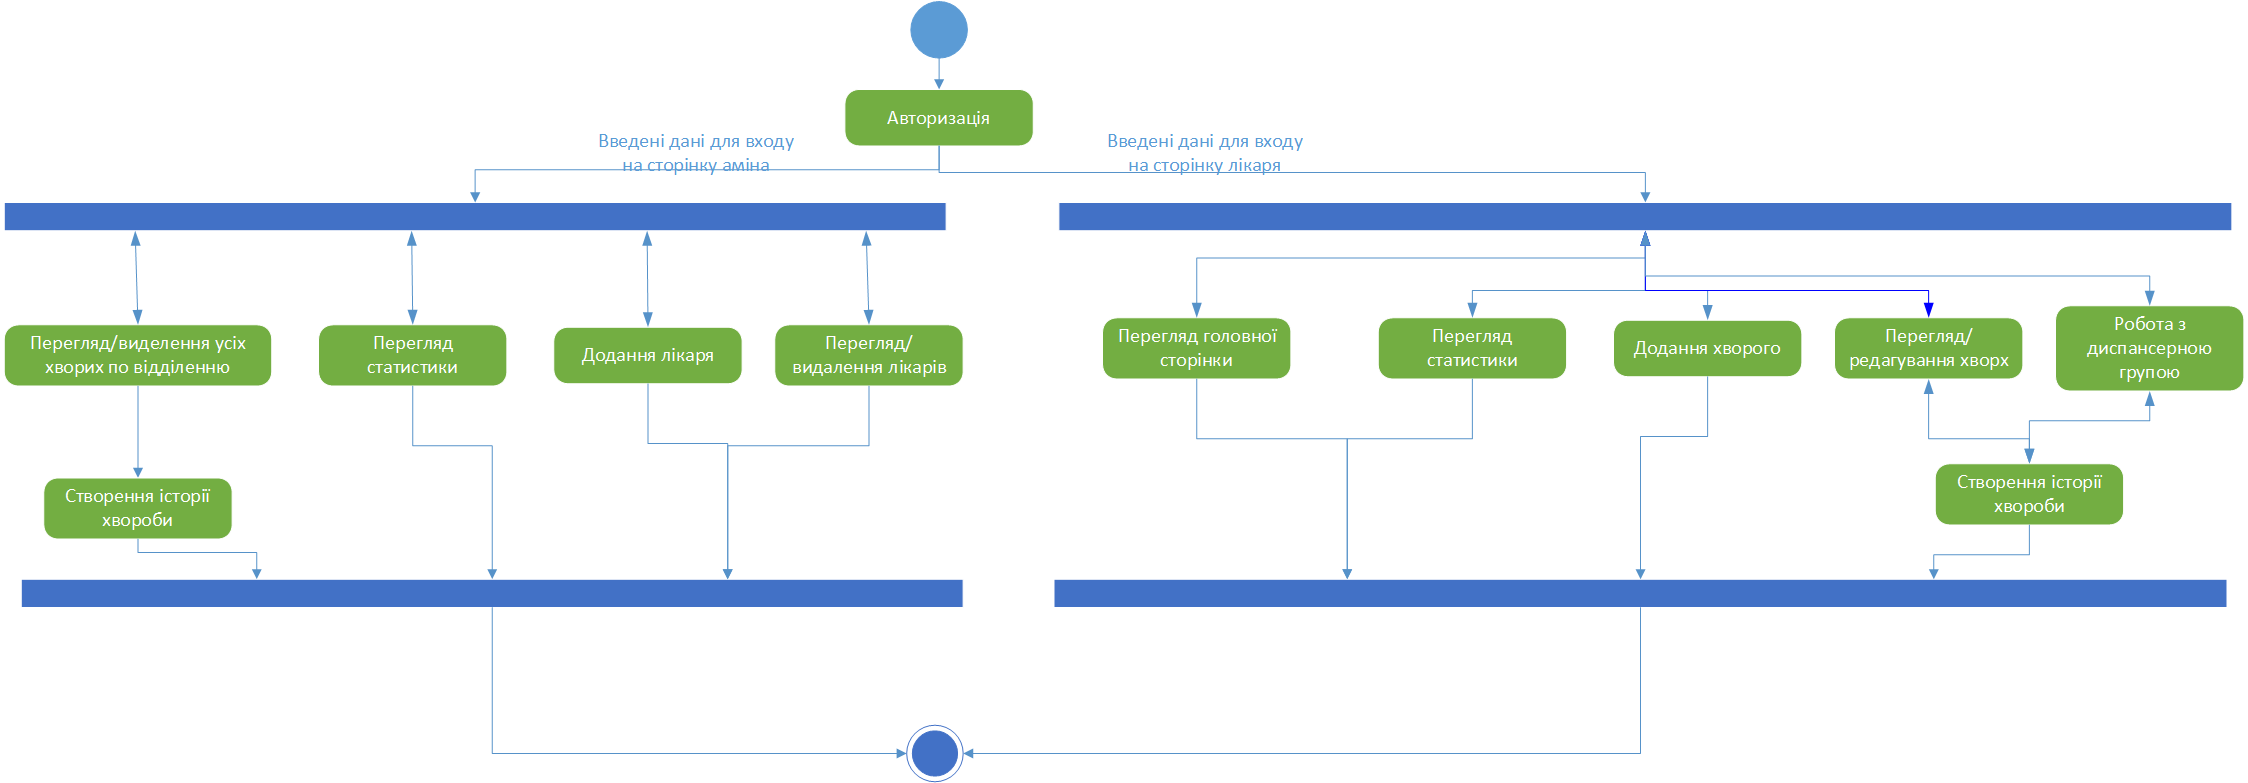 Авторизація
Введені дані для входу
на сторінку аміна
Введені дані для входу
на сторінку лікаря
Перегляд/виделення усіх
хворих по відділенню
Перегляд
статистики
Додання лікаря
Перегляд/
видалення лікарів
Перегляд головної
сторінки
Перегляд
статистики
Додання хворого
Перегляд/
редагування хворх
Робота з
диспансерною
групою
Створення історії
хвороби
Створення історії
хвороби